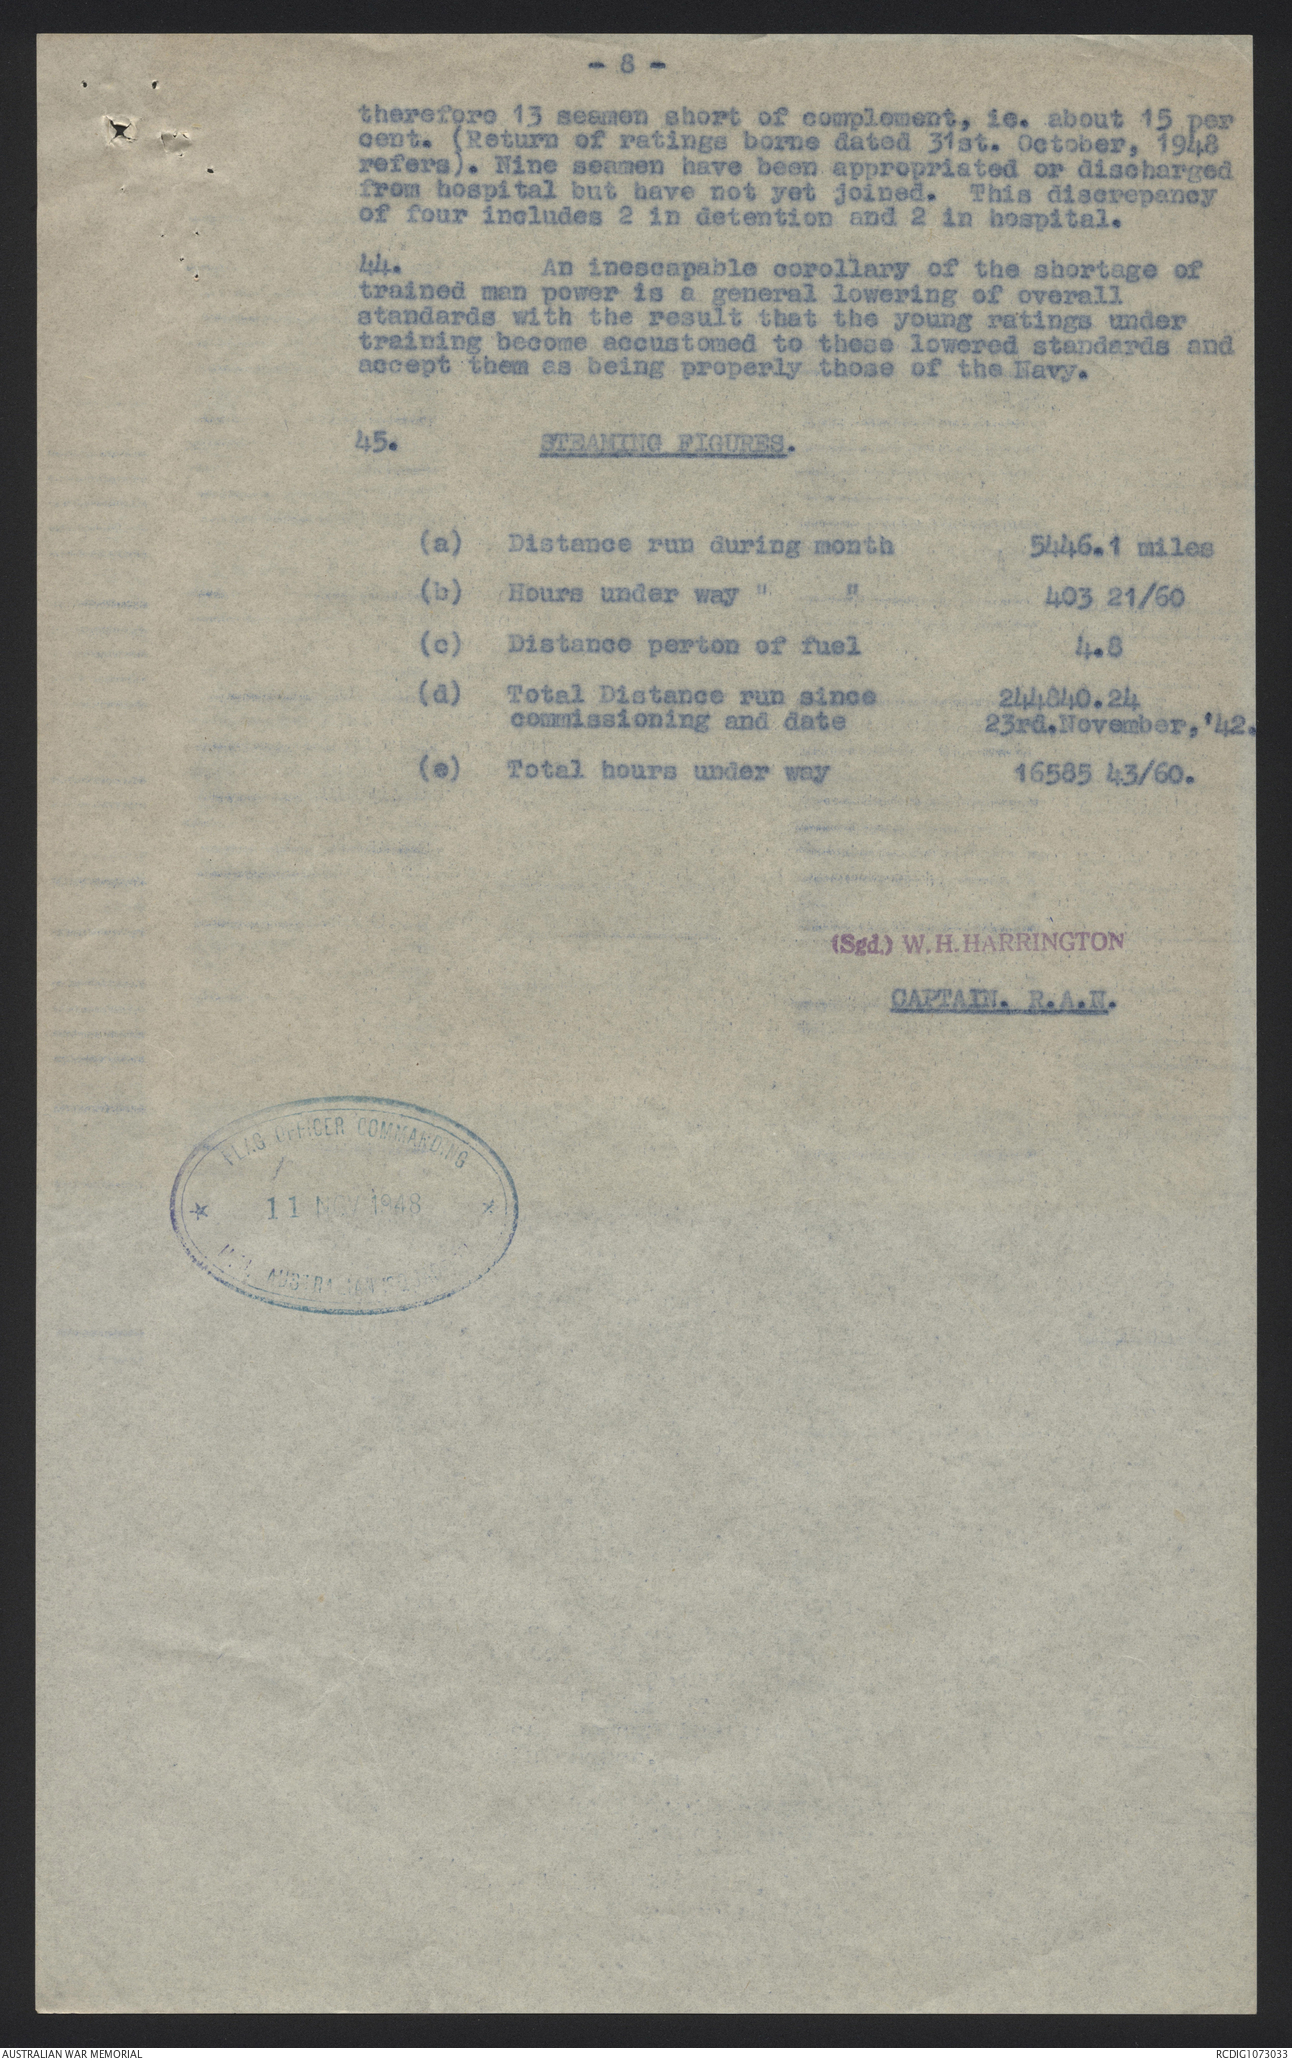 - 8 -
therefore 13 seamen short of complement, ie. about 15 per
cent. (Return of ratings borne dated 31st. October, 1948
refers). Nine seamen have been appropriated or discharged
from hospital but have not yet joined. This discrepancy
of four includes 2 in detention and 2 in hospital.
44. An inescapable corollary of the shortage of
trained man power is a general lowering of overall
standards with the result that the young ratings under
training become accustomed to these lowered standards and
accept them as being properly those of the Navy.
45. STEAMING FIGURES.
(a) Distance run during month 5446.1 miles
(b) Hours under way " " 403 21/60
(c) Distance perton of fuel 4.8
(d) Total Distance run since 244840.24
commissioning and date 23rd.November,'42.
(e) Total hours under way 16585 43/60.
(Sgd.) W.H.HARRINGTON
CAPTAIN. R.A.N.
FLAG OFFICER COMMANDING
11 NOV 1948
AUSTRALIAN
AUSTRALIAN WAR MEMORIAL
RCDIG1073033